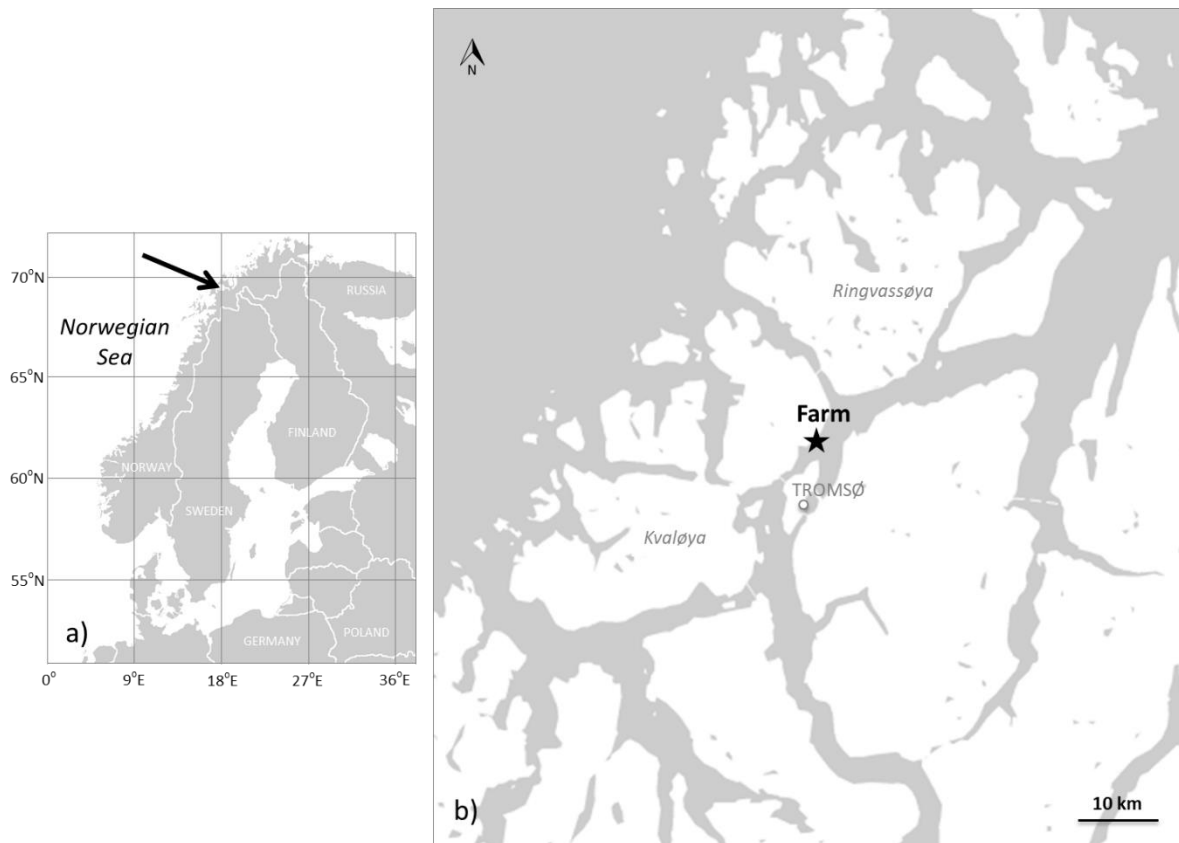 70°N
65°N
60°N
55°N
0°
9°E
18°E
27°E
36°E
Norwegian
Sea
RUSSIA
FINLAND
NORWAY
SWEDEN
GERMANY
POLAND
a)
N
Ringvassøya
Farm
TROMSØ
Kvaløya
b)
10 km